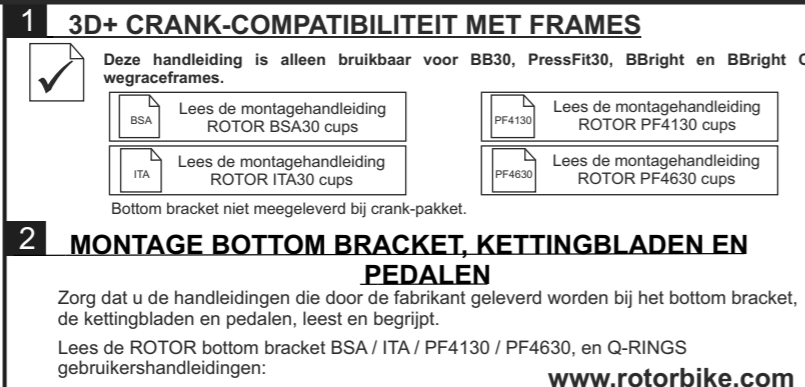 1 3D+ CRANK-COMPATIBILITEIT MET FRAMES
Deze handleiding is alleen bruikbaar voor BB30, PressFit30, BBright en BBright
wegraceframes.
BSA
Lees de montagehandleiding
ROTOR BSA30 cups
PF4130
Lees de montagehandleiding
ROTOR PF4130 cups
ITA
Lees de montagehandleiding
ROTOR ITA30 cups
PF4630
Lees de montagehandleiding
ROTOR PF4630 cups
Bottom bracket niet meegeleverd bij crank-pakket.
2 MONTAGE BOTTOM BRACKET, KETTINGBLADEN EN
PEDALEN
Zorg dat u de handleidingen die door de fabrikant geleverd worden bij het bottom bracket,
de kettingbladen en pedalen, leest en begrijpt.
Lees de ROTOR bottom bracket BSA / ITA / PF4130 / PF4630, en Q-RINGS
gebruikershandleidingen:
www.rotorbike.com